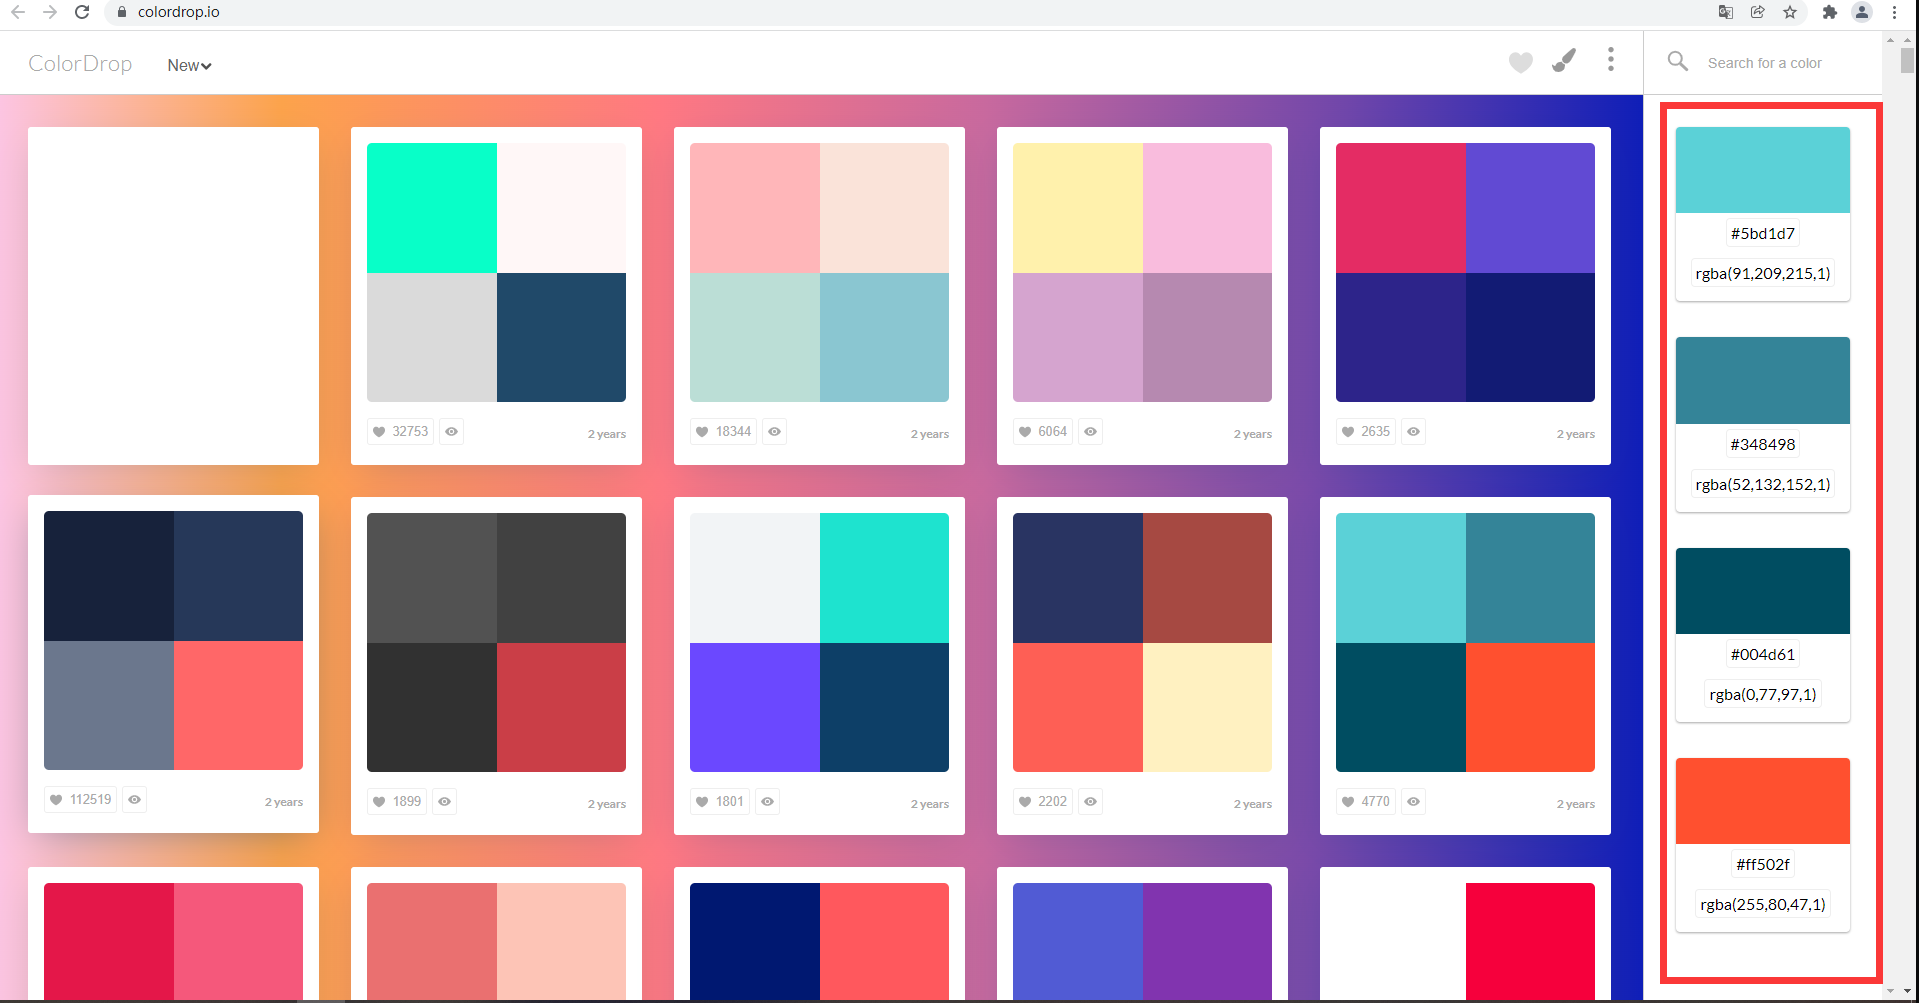 colordrop.io
ColorDrop
New
Search for a color
32753
2 years
18344
2 years
6064
2 years
2635
2 years
112519
2 years
1899
2 years
1801
2 years
2202
2 years
4770
2 years
#5bd1d7
rgba(91,209,215,1)
#348498
rgba(52,132,152,1)
#004d61
rgba(0,77,97,1)
#ff502f
rgba(255,80,47,1)